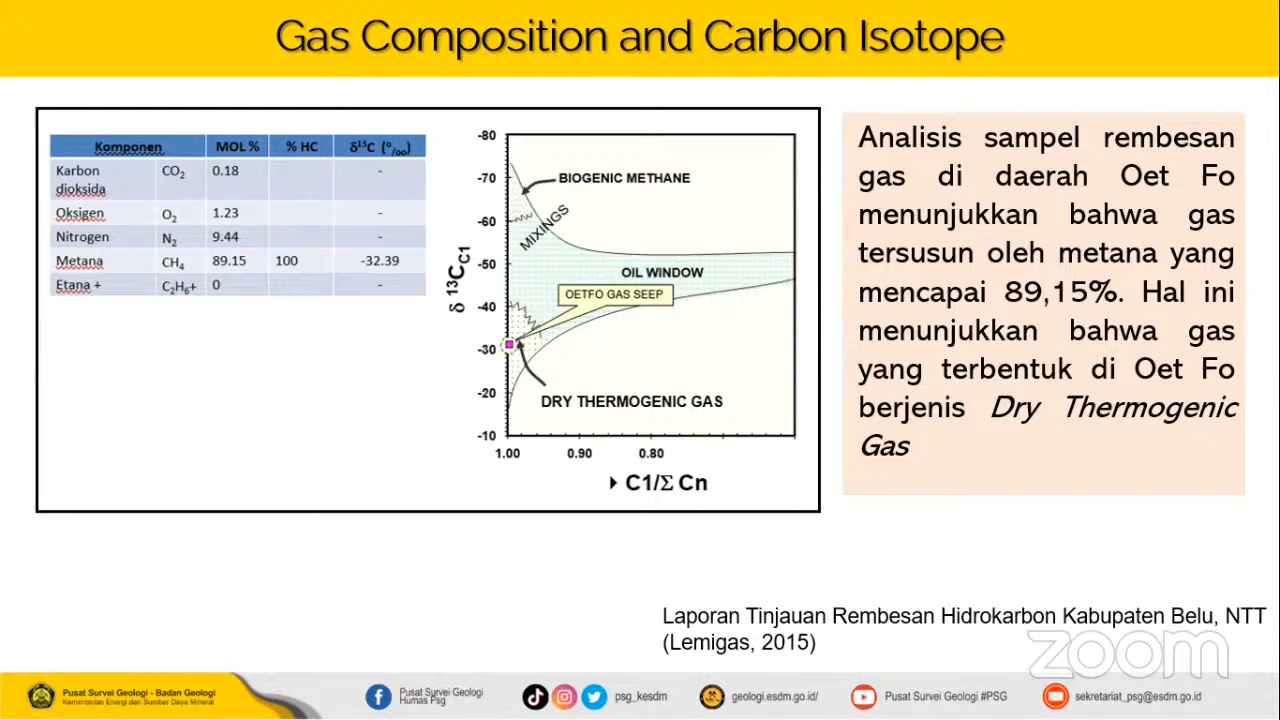 Gas Composition and Carbon Isotope
Komponen MOL % % HC δ¹³C (º/ₒₒ)
Karbon dioksida CO₂ 0.18 -
Oksigen O₂ 1.23 -
Nitrogen N₂ 9.44 -
Metana CH₄ 89.15 100 -32.39
Etana + C₂H₆+ 0 -
-80
-70
-60
-50
-40
-30
-20
-10
δ ¹³C C1
BIOGENIC METHANE
MIXINGS
OIL WINDOW
OETFO GAS SEEP
DRY THERMOGENIC GAS
1.00 0.90 0.80
C1/Σ Cn
Analisis sampel rembesan
gas di daerah Oet Fo
menunjukkan bahwa gas
tersusun oleh metana yang
mencapai 89,15%. Hal ini
menunjukkan bahwa gas
yang terbentuk di Oet Fo
berjenis Dry Thermogenic
Gas
Laporan Tinjauan Rembesan Hidrokarbon Kabupaten Belu, NTT
(Lemigas, 2015)
zoom
Pusat Survei Geologi - Badan Geologi
Kementerian Energi dan Sumber Daya Mineral
Pusat Survei Geologi
Humas Psg
psg_kesdm
geologi.esdm.go.id/
Pusat Survei Geologi #PSG
sekretariat_psg@esdm.go.id